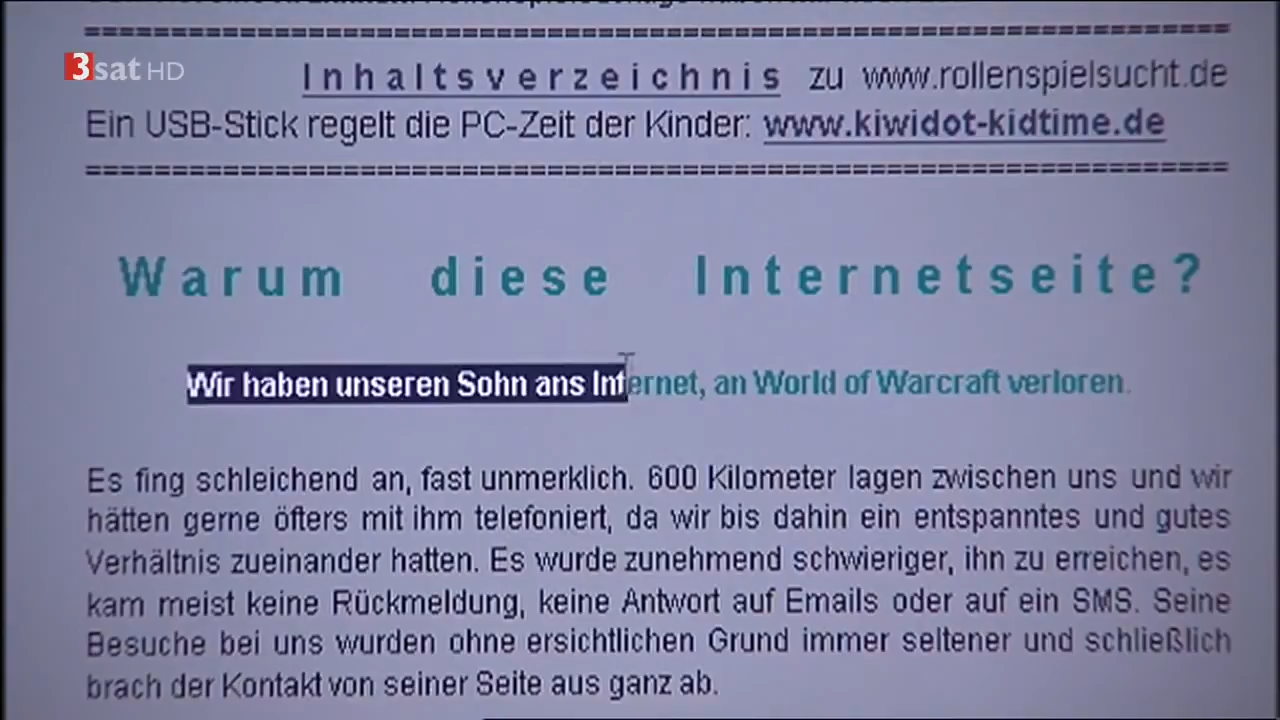 3sat HD
Inhaltsverzeichnis zu www.rollenspielsucht.de
Ein USB-Stick regelt die PC-Zeit der Kinder: www.kiwidot-kidtime.de
Warum diese Internetseite?
Wir haben unseren Sohn ans Internet, an World of Warcraft verloren.
Es fing schleichend an, fast unmerklich. 600 Kilometer lagen zwischen uns und wir
hätten gerne öfters mit ihm telefoniert, da wir bis dahin ein entspanntes und gutes
Verhältnis zueinander hatten. Es wurde zunehmend schwieriger, ihn zu erreichen, es
kam meist keine Rückmeldung, keine Antwort auf Emails oder auf ein SMS. Seine
Besuche bei uns wurden ohne ersichtlichen Grund immer seltener und schließlich
brach der Kontakt von seiner Seite aus ganz ab.